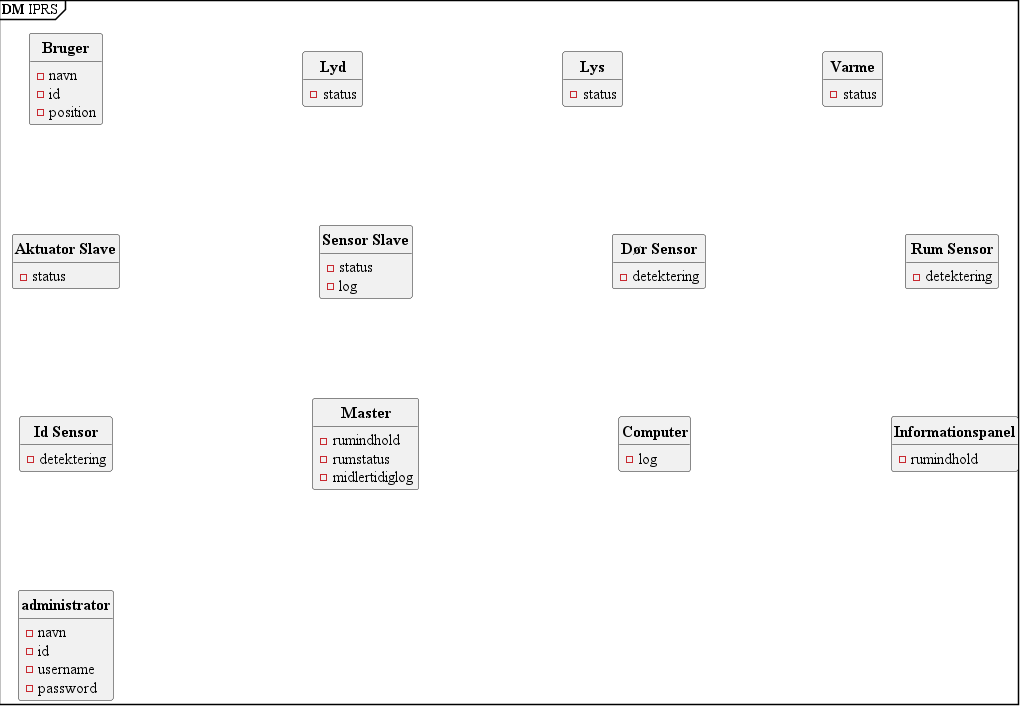 DM IPRS
Bruger
navn
id
position
Lyd
status
Lys
status
Varme
status
Aktuator Slave
status
Sensor Slave
status
log
Dør Sensor
detektering
Rum Sensor
detektering
Id Sensor
detektering
Master
rumindhold
rumstatus
midlertidiglog
Computer
log
Informationspanel
rumindhold
administrator
navn
id
username
password